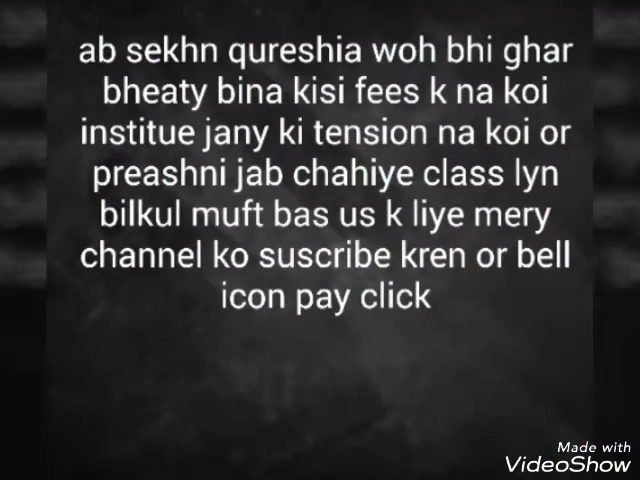 ab sekhn qureshia woh bhi ghar
bheaty bina kisi fees k na koi
institue jany ki tension na koi or
preashni jab chahiye class lyn
bilkul muft bas us k liye mery
channel ko suscribe kren or bell
icon pay click
Made with
VideoShow